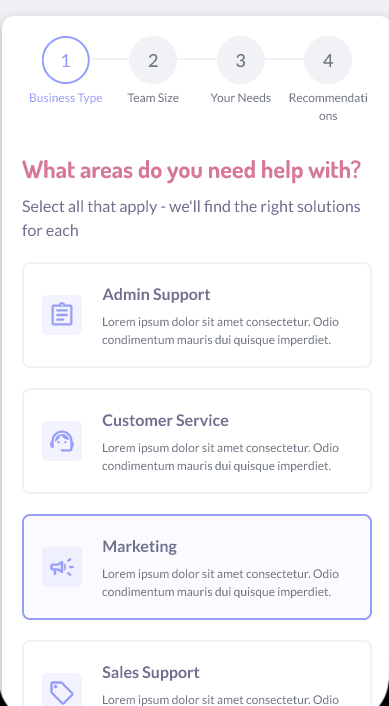 1
2
3
4
Business Type
Team Size
Your Needs
Recommendati
ons
What areas do you need help with?
Select all that apply - we'll find the right solutions
for each
Admin Support
Lorem ipsum dolor sit amet consectetur. Odio
condimentum mauris dui quisque imperdiet.
Customer Service
Lorem ipsum dolor sit amet consectetur. Odio
condimentum mauris dui quisque imperdiet.
Marketing
Lorem ipsum dolor sit amet consectetur. Odio
condimentum mauris dui quisque imperdiet.
Sales Support
Lorem ipsum dolor sit amet consectetur. Odio